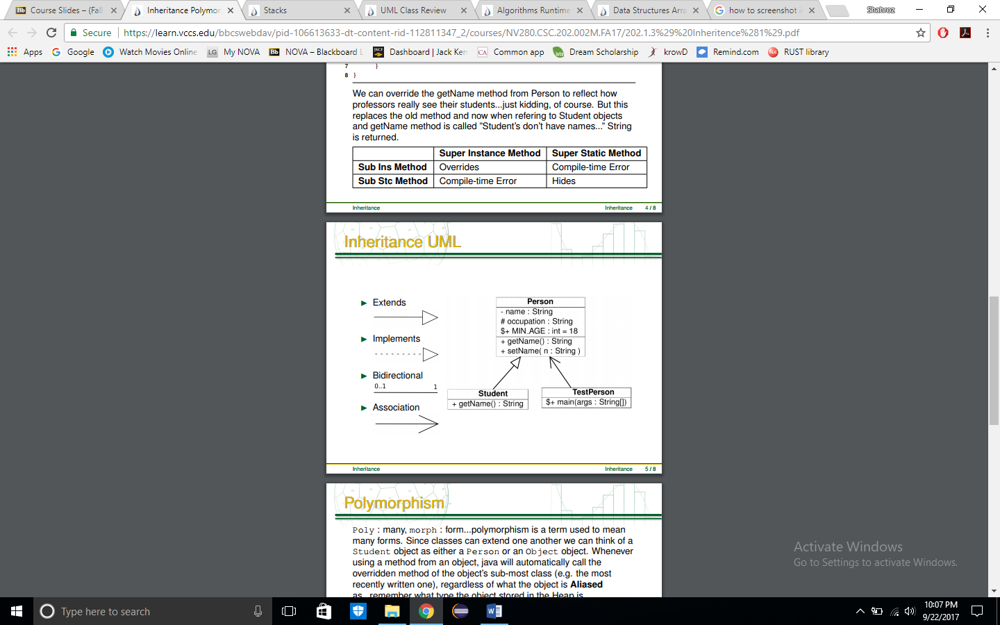 Course Slides – (Fall
Inheritance Polymor
Stacks
UML Class Review
Algorithms Runtime
Data Structures Arra
how to screenshot i
Shahroz
Secure | https://learn.vccs.edu/bbcswebdav/pid-106613633-dt-content-rid-112811347_2/courses/NV280.CSC.202.002M.FA17/202.1.3%29%20Inheritence%281%29.pdf
Apps
Google
Watch Movies Online
LG My NOVA
Bb NOVA – Blackboard L
Dashboard | Jack Ken
CA Common app
Dream Scholarship
krowD
Remind.com
RUST library
7 }
8 }
We can override the getName method from Person to reflect how
professors really see their students...just kidding, of course. But this
replaces the old method and now when refering to Student objects
and getName method is called ”Student’s don’t have names...” String
is returned.
Super Instance Method Super Static Method
Sub Ins Method Overrides Compile-time Error
Sub Stc Method Compile-time Error Hides
Inheritance Inheritance 4 / 8
Inheritance UML
Extends
Implements
Bidirectional
0..1 1
Association
Person
- name : String
# occupation : String
$+ MIN_AGE : int = 18
+ getName() : String
+ setName( n : String )
Student
+ getName() : String
TestPerson
$+ main(args : String[])
Inheritance Inheritance 5 / 8
Polymorphism
Poly : many, morph : form...polymorphism is a term used to mean
many forms. Since classes can extend one another we can think of a
Student object as either a Person or an Object object. Whenever
using a method from an object, java will automatically call the
overridden method of the object’s sub-most class (e.g. the most
recently written one), regardless of what the object is Aliased
as...remember what type the object stored in the Heap is
Activate Windows
Go to Settings to activate Windows.
Type here to search
10:07 PM
9/22/2017